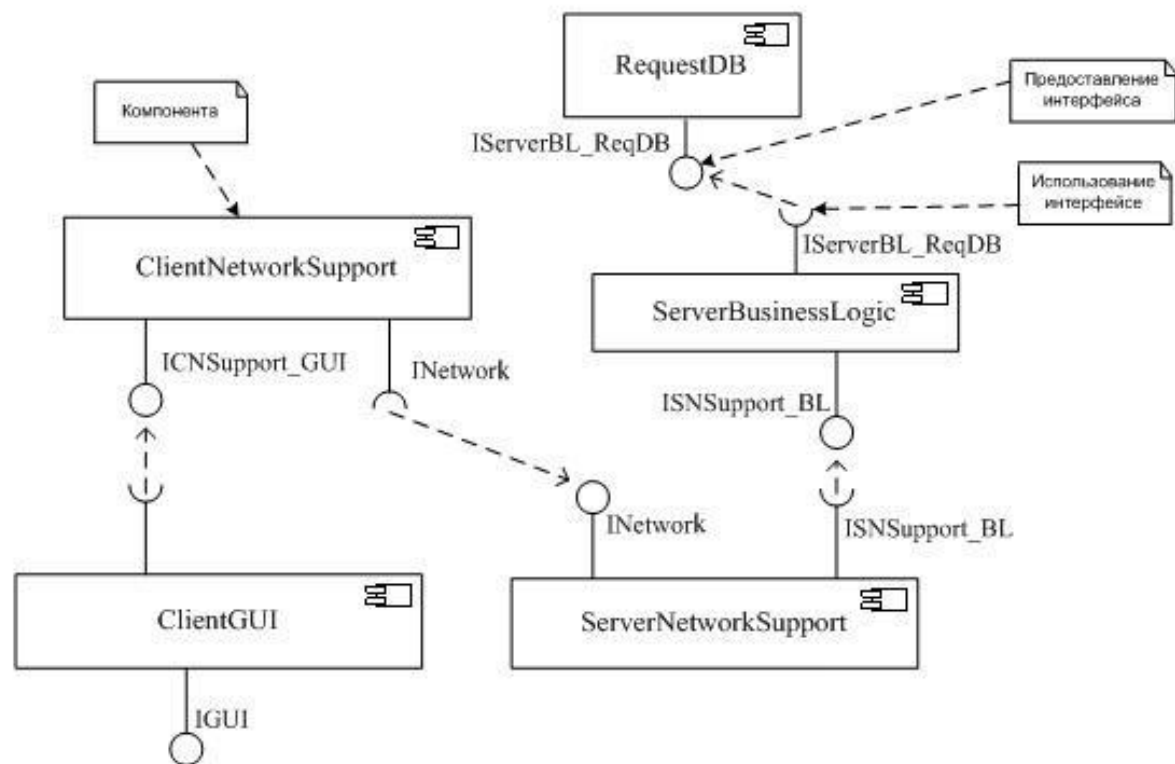 RequestDB
Предоставление
интерфейса
Компонента
IServerBL_ReqDB
Использование
интерфейсе
ClientNetworkSupport
IServerBL_ReqDB
ServerBusinessLogic
ICNSupport_GUI
INetwork
ISNSupport_BL
INetwork
ISNSupport_BL
ClientGUI
ServerNetworkSupport
IGUI